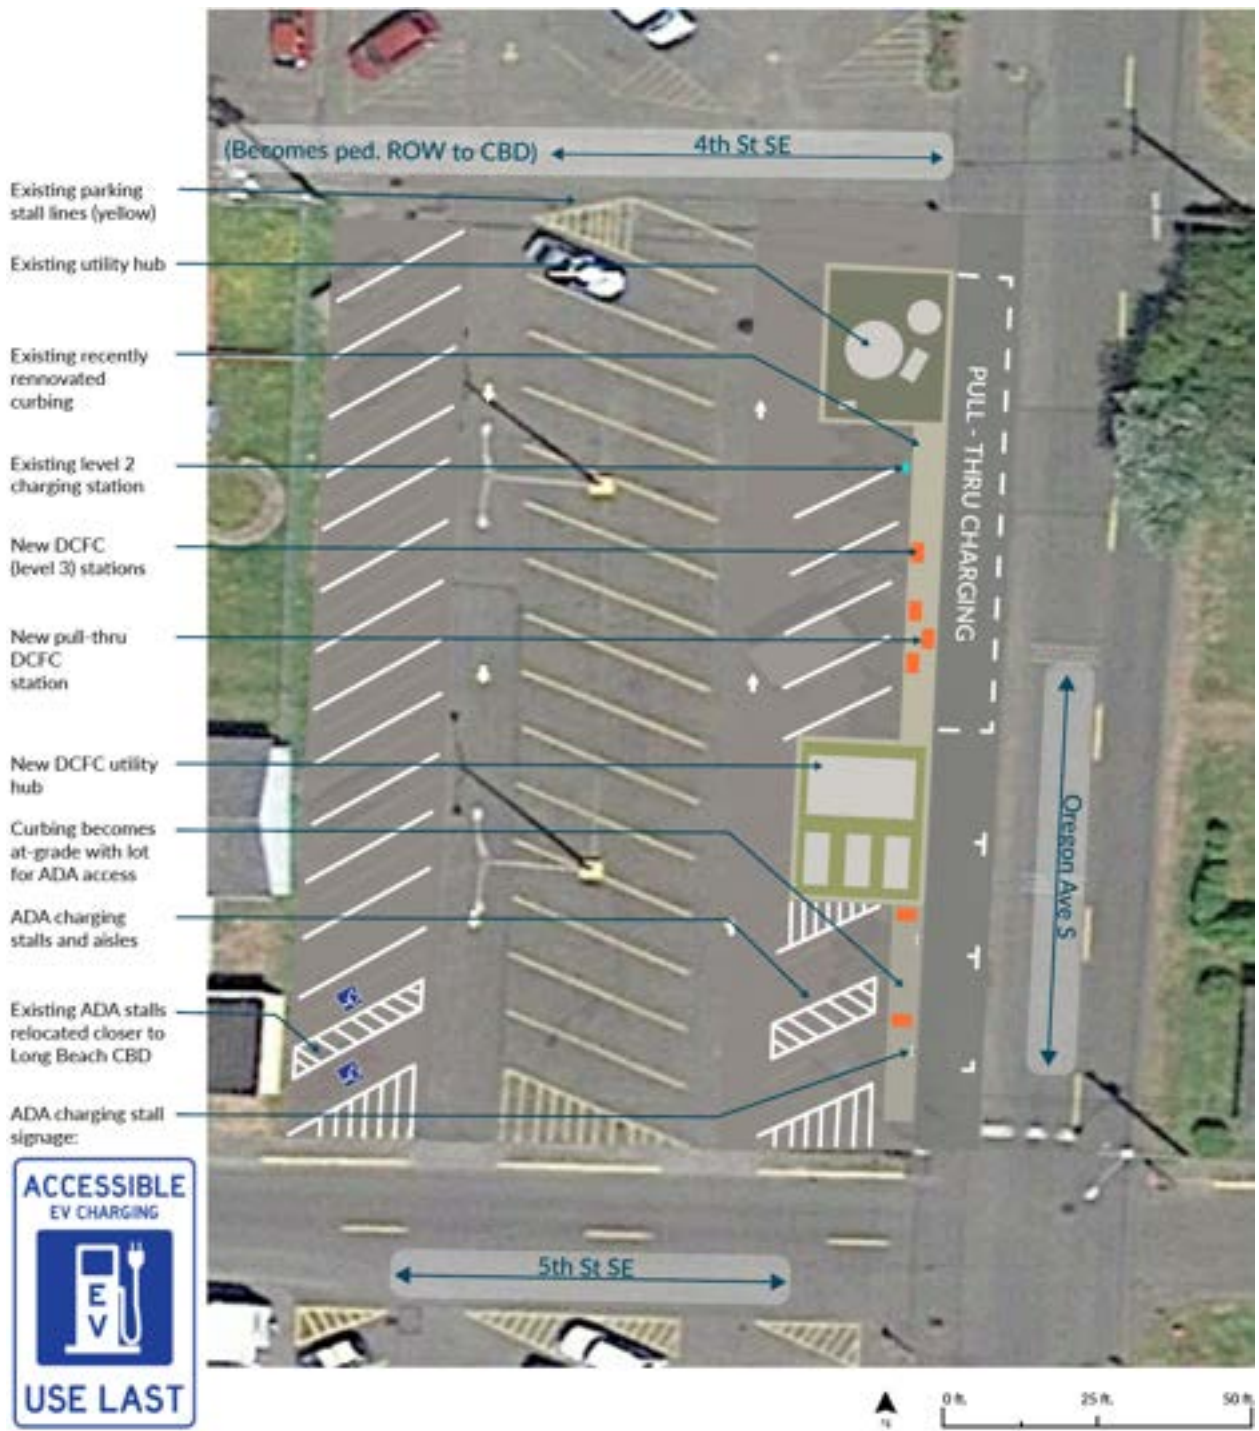 (Becomes ped. ROW to CBD)
4th St SE
Existing parking
stall lines (yellow)
Existing utility hub
Existing recently
rennovated
curbing
Existing level 2
charging station
New DCFC
(level 3) stations
New pull-thru
DCFC
station
New DCFC utility
hub
Curbing becomes
at-grade with lot
for ADA access
ADA charging
stalls and aisles
Existing ADA stalls
relocated closer to
Long Beach CBD
ADA charging stall
signage:
PULL - THRU CHARGING
Oregon Ave S
5th St SE
ACCESSIBLE
EV CHARGING
EV
USE LAST
N
0 ft.
25 ft.
50 ft.